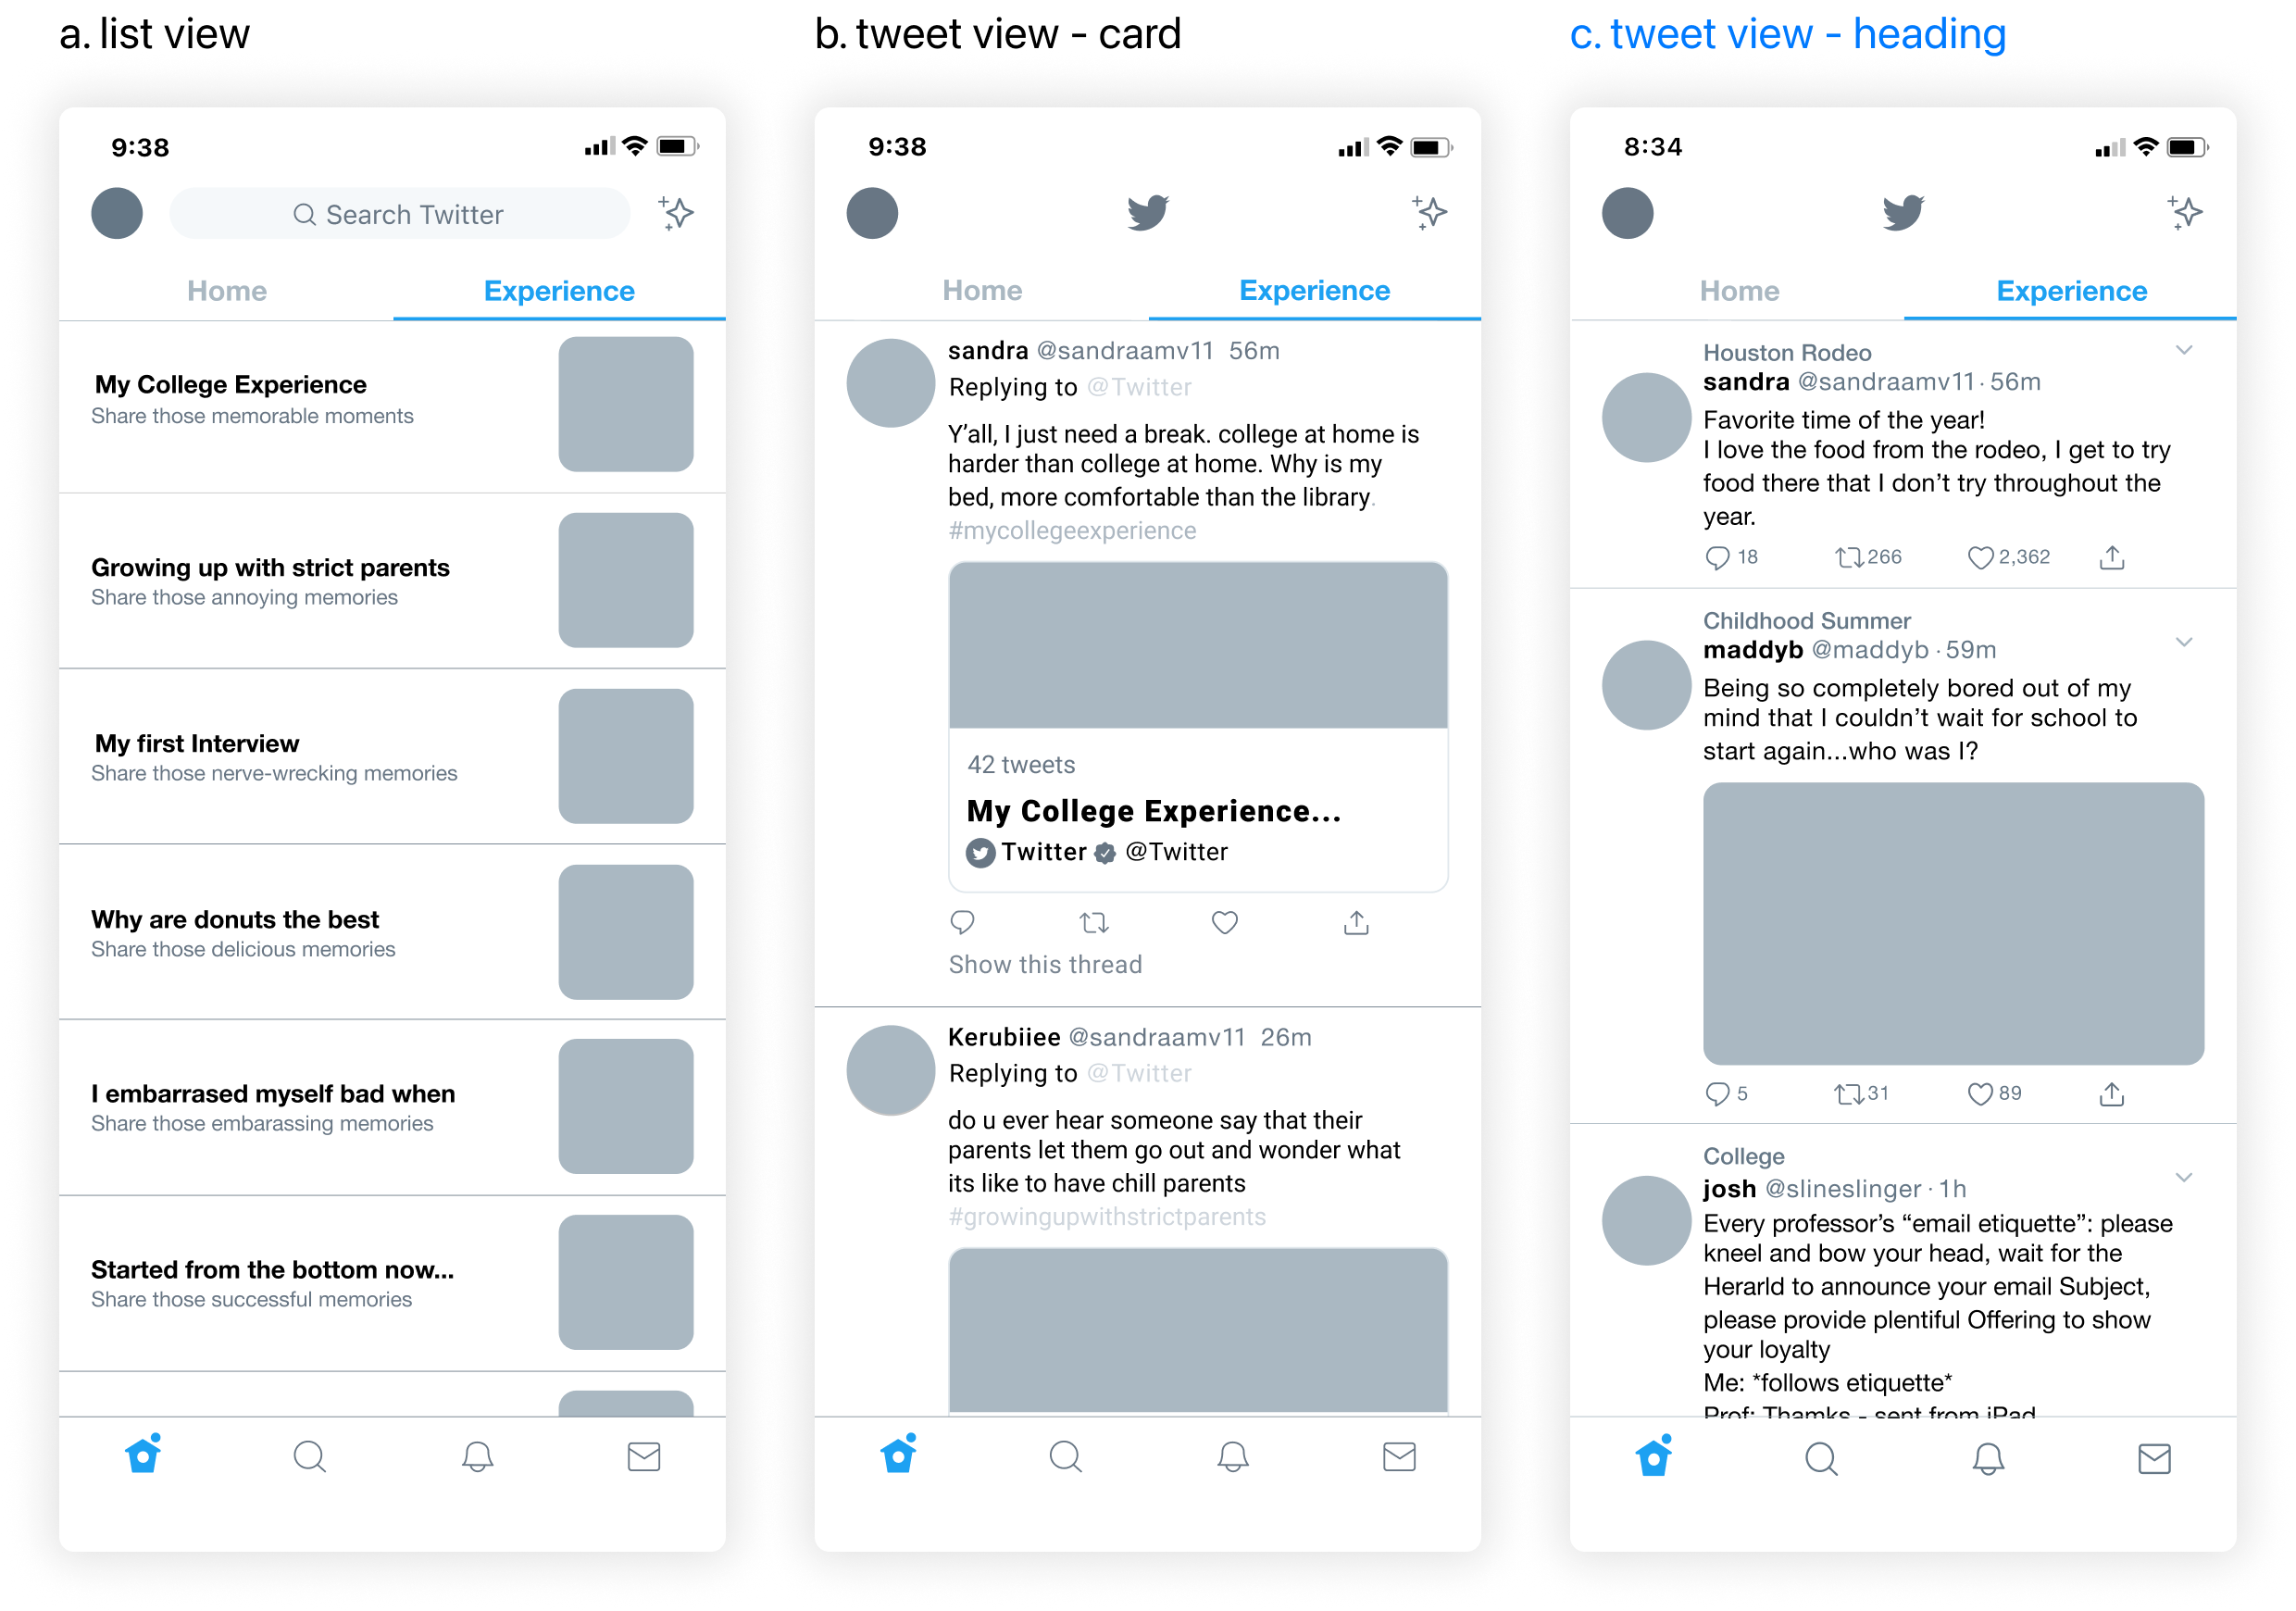 a. list view
9:38
Search Twitter
Home
Experience
My College Experience
Share those memorable moments
Growing up with strict parents
Share those annoying memories
My first Interview
Share those nerve-wrecking memories
Why are donuts the best
Share those delicious memories
I embarrased myself bad when
Share those embarassing memories
Started from the bottom now...
Share those successful memories
b. tweet view - card
9:38
Home
Experience
sandra @sandraamv11 56m
Replying to @Twitter
Y’all, I just need a break. college at home is
harder than college at home. Why is my
bed, more comfortable than the library.
#mycollegeexperience
42 tweets
My College Experience...
Twitter @Twitter
Show this thread
Kerubiiee @sandraamv11 26m
Replying to @Twitter
do u ever hear someone say that their
parents let them go out and wonder what
its like to have chill parents
#growingupwithstrictparents
c. tweet view - heading
8:34
Home
Experience
Houston Rodeo
sandra @sandraamv11 · 56m
Favorite time of the year!
I love the food from the rodeo, I get to try
food there that I don’t try throughout the
year.
18
266
2,362
Childhood Summer
maddyb @maddyb · 59m
Being so completely bored out of my
mind that I couldn’t wait for school to
start again...who was I?
5
31
89
College
josh @slineslinger · 1h
Every professor’s “email etiquette”: please
kneel and bow your head, wait for the
Herarld to announce your email Subject,
please provide plentiful Offering to show
your loyalty
Me: *follows etiquette*
Prof: Thamks - sent from iPad